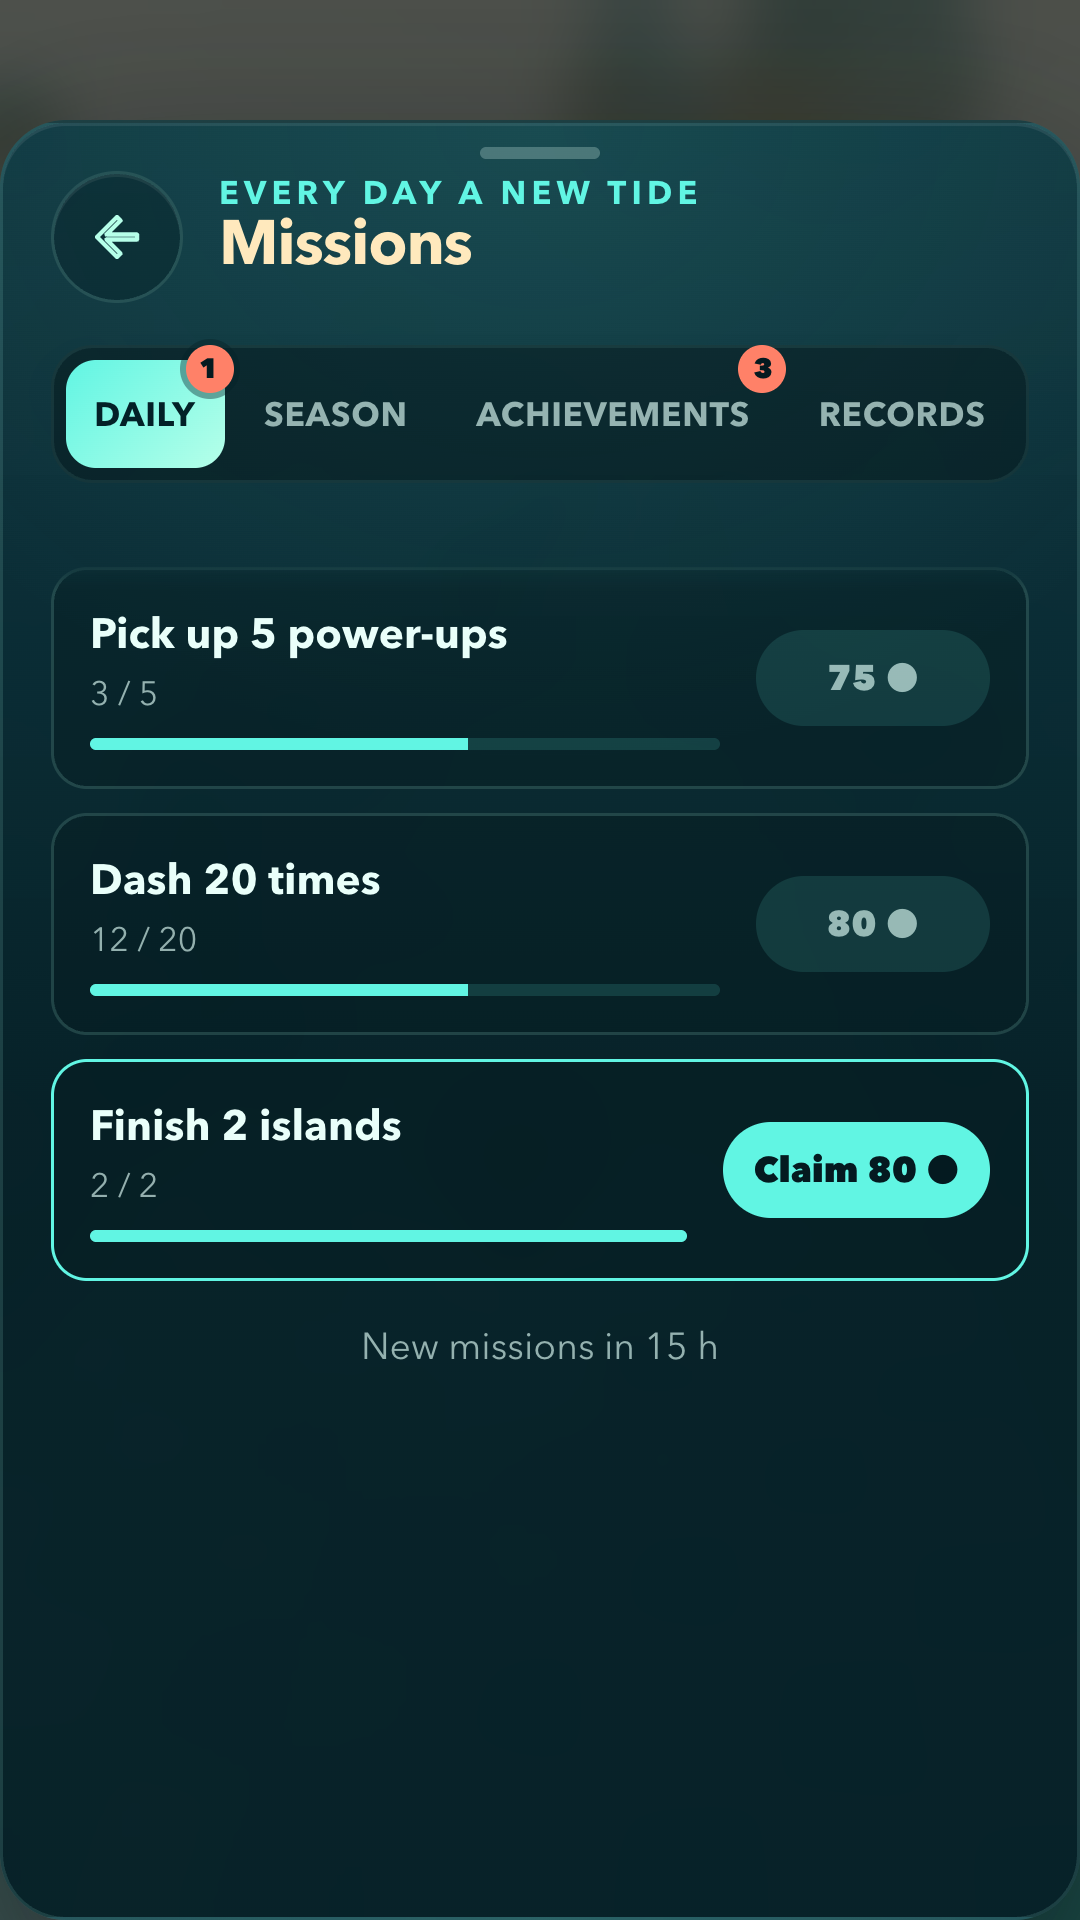 EVERY DAY A NEW TIDE
Missions
1
3
DAILY SEASON ACHIEVEMENTS RECORDS
Pick up 5 power-ups
3 / 5
75
Dash 20 times
12 / 20
80
Finish 2 islands
2 / 2
Claim 80
New missions in 15 h